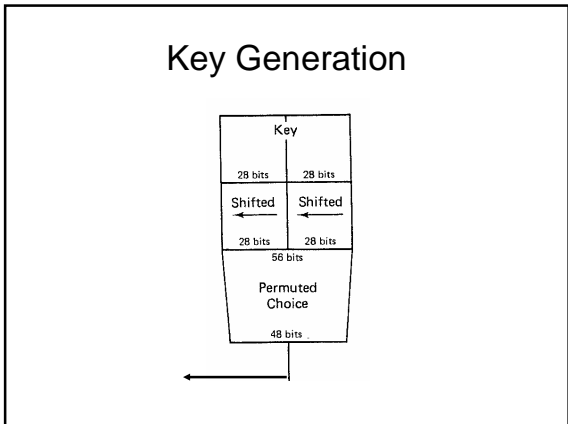 Key Generation
Key
28 bits 28 bits
Shifted Shifted
28 bits 28 bits
56 bits
Permuted
Choice
48 bits